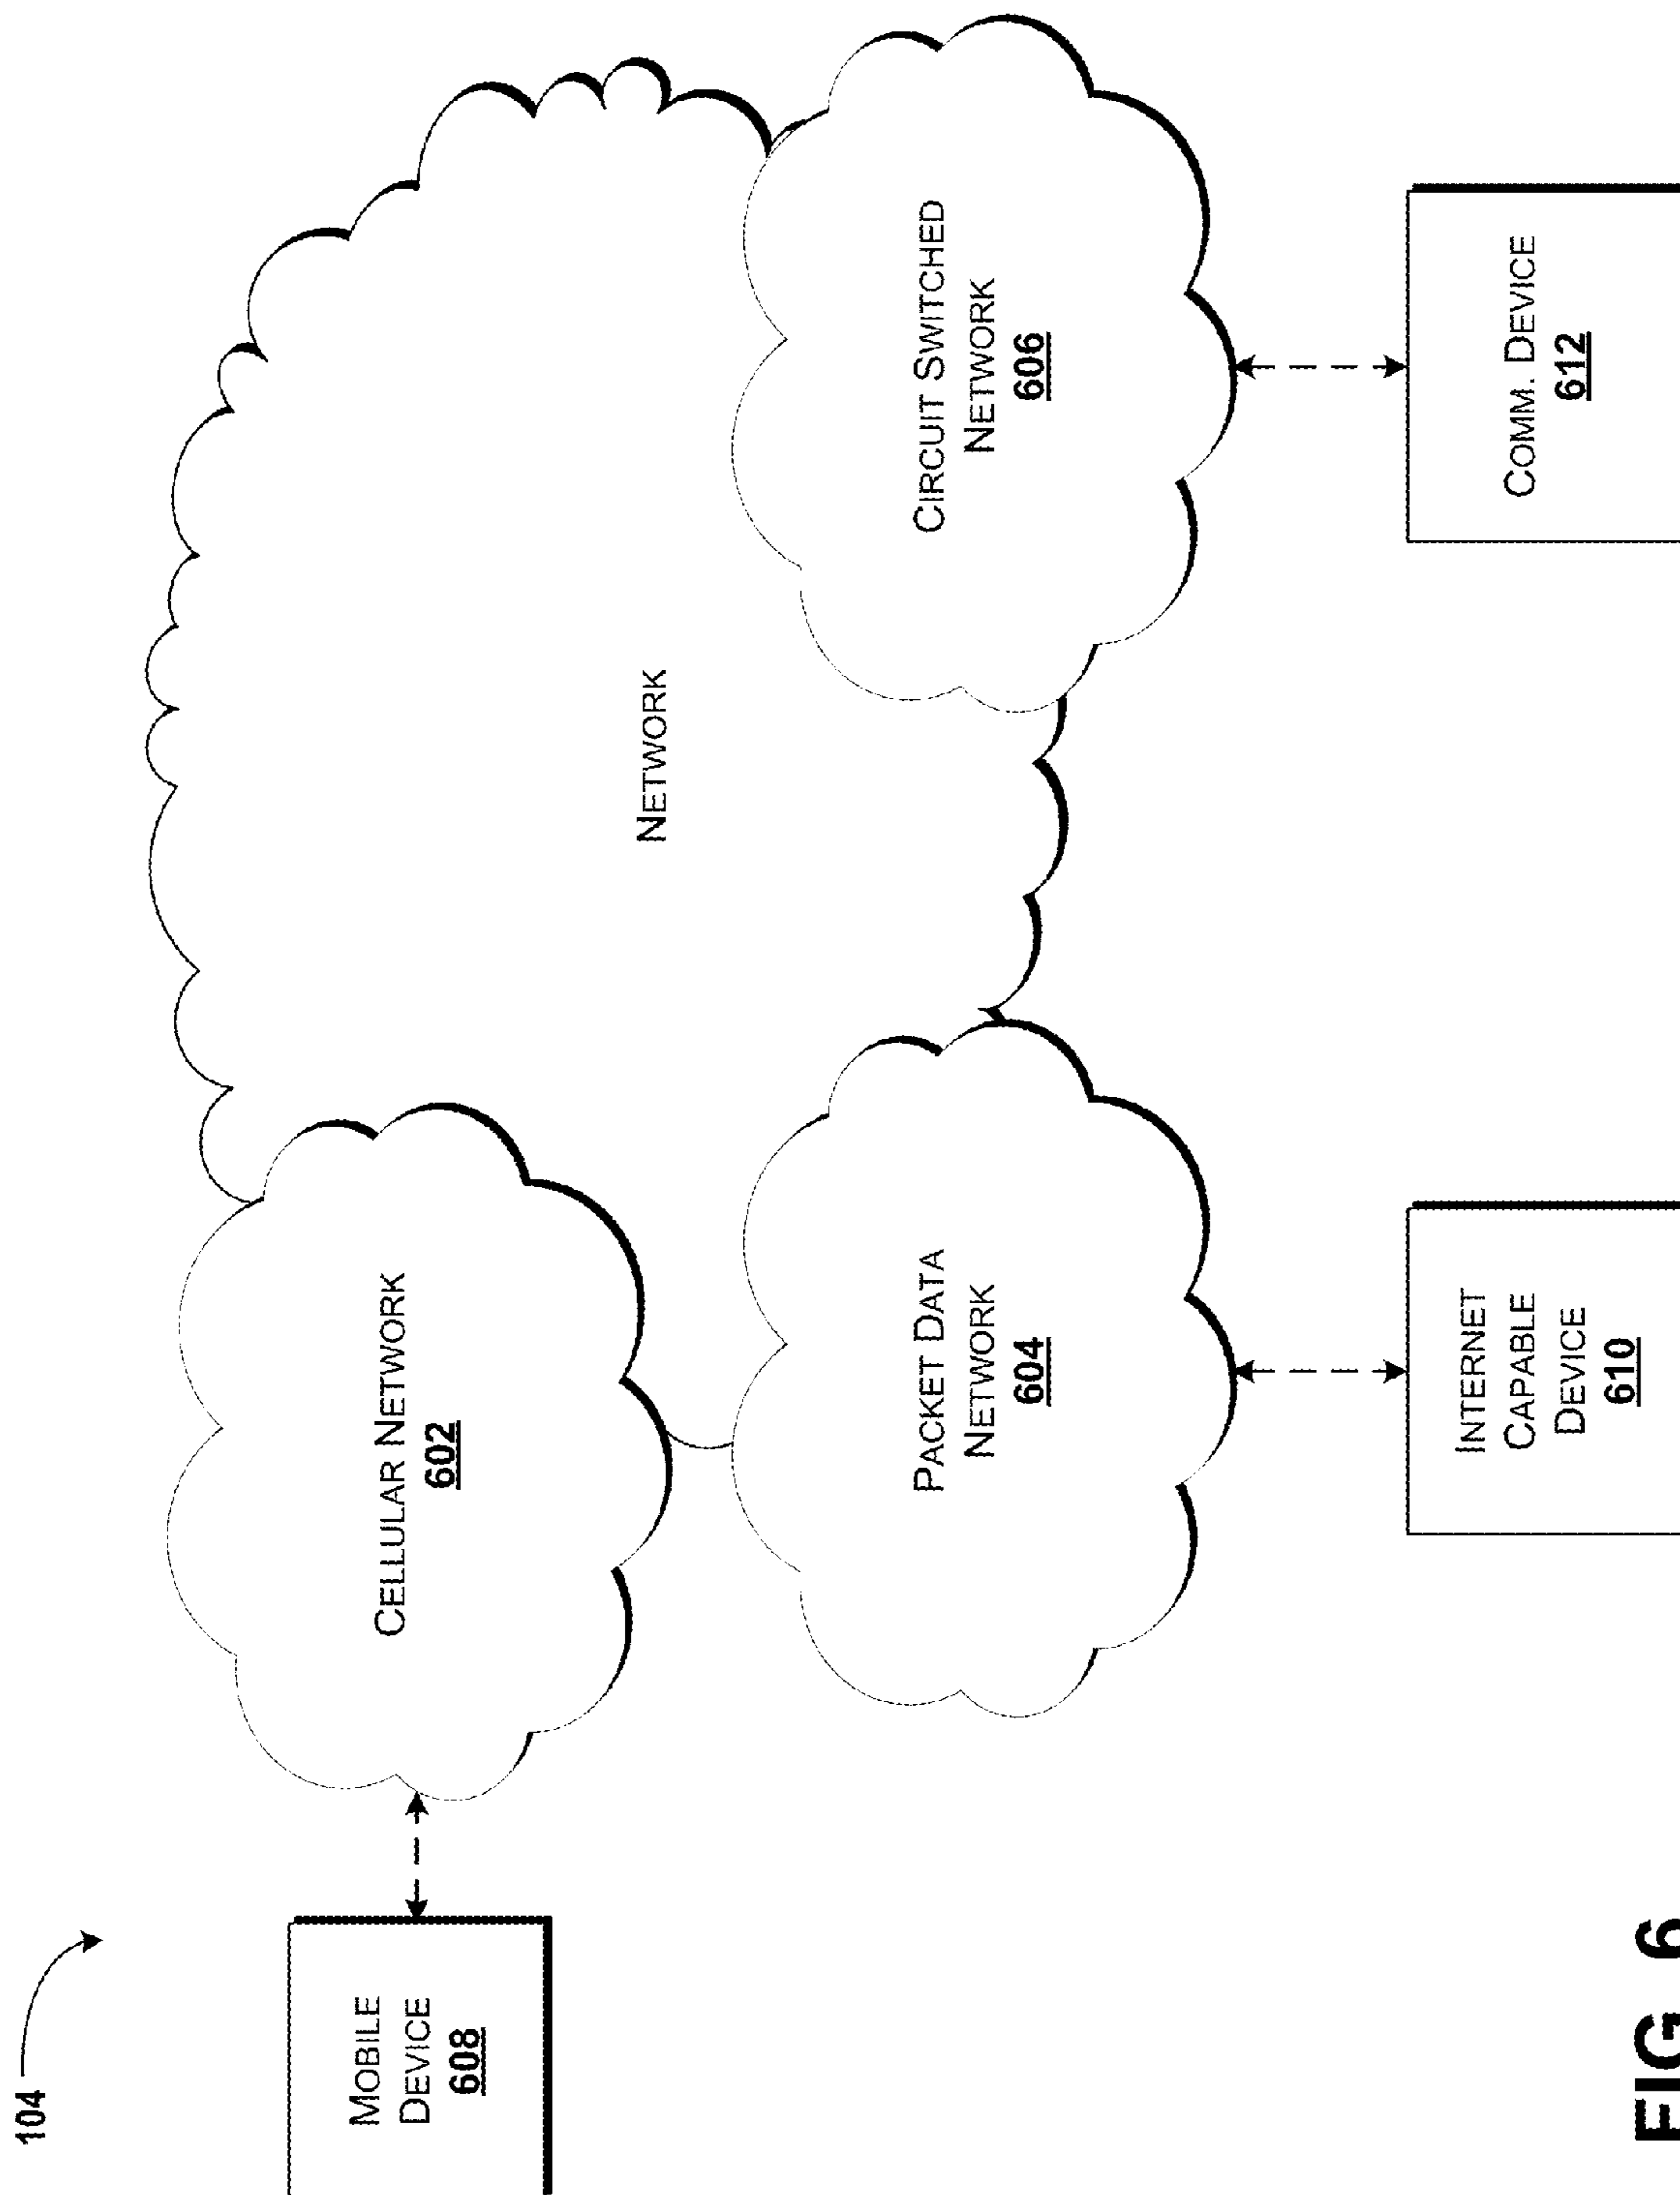 104
MOBILE
DEVICE
608
CELLULAR NETWORK
602
NETWORK
PACKET DATA
NETWORK
604
CIRCUIT SWITCHED
NETWORK
606
INTERNET
CAPABLE
DEVICE
610
COMM. DEVICE
612
FIG. 6